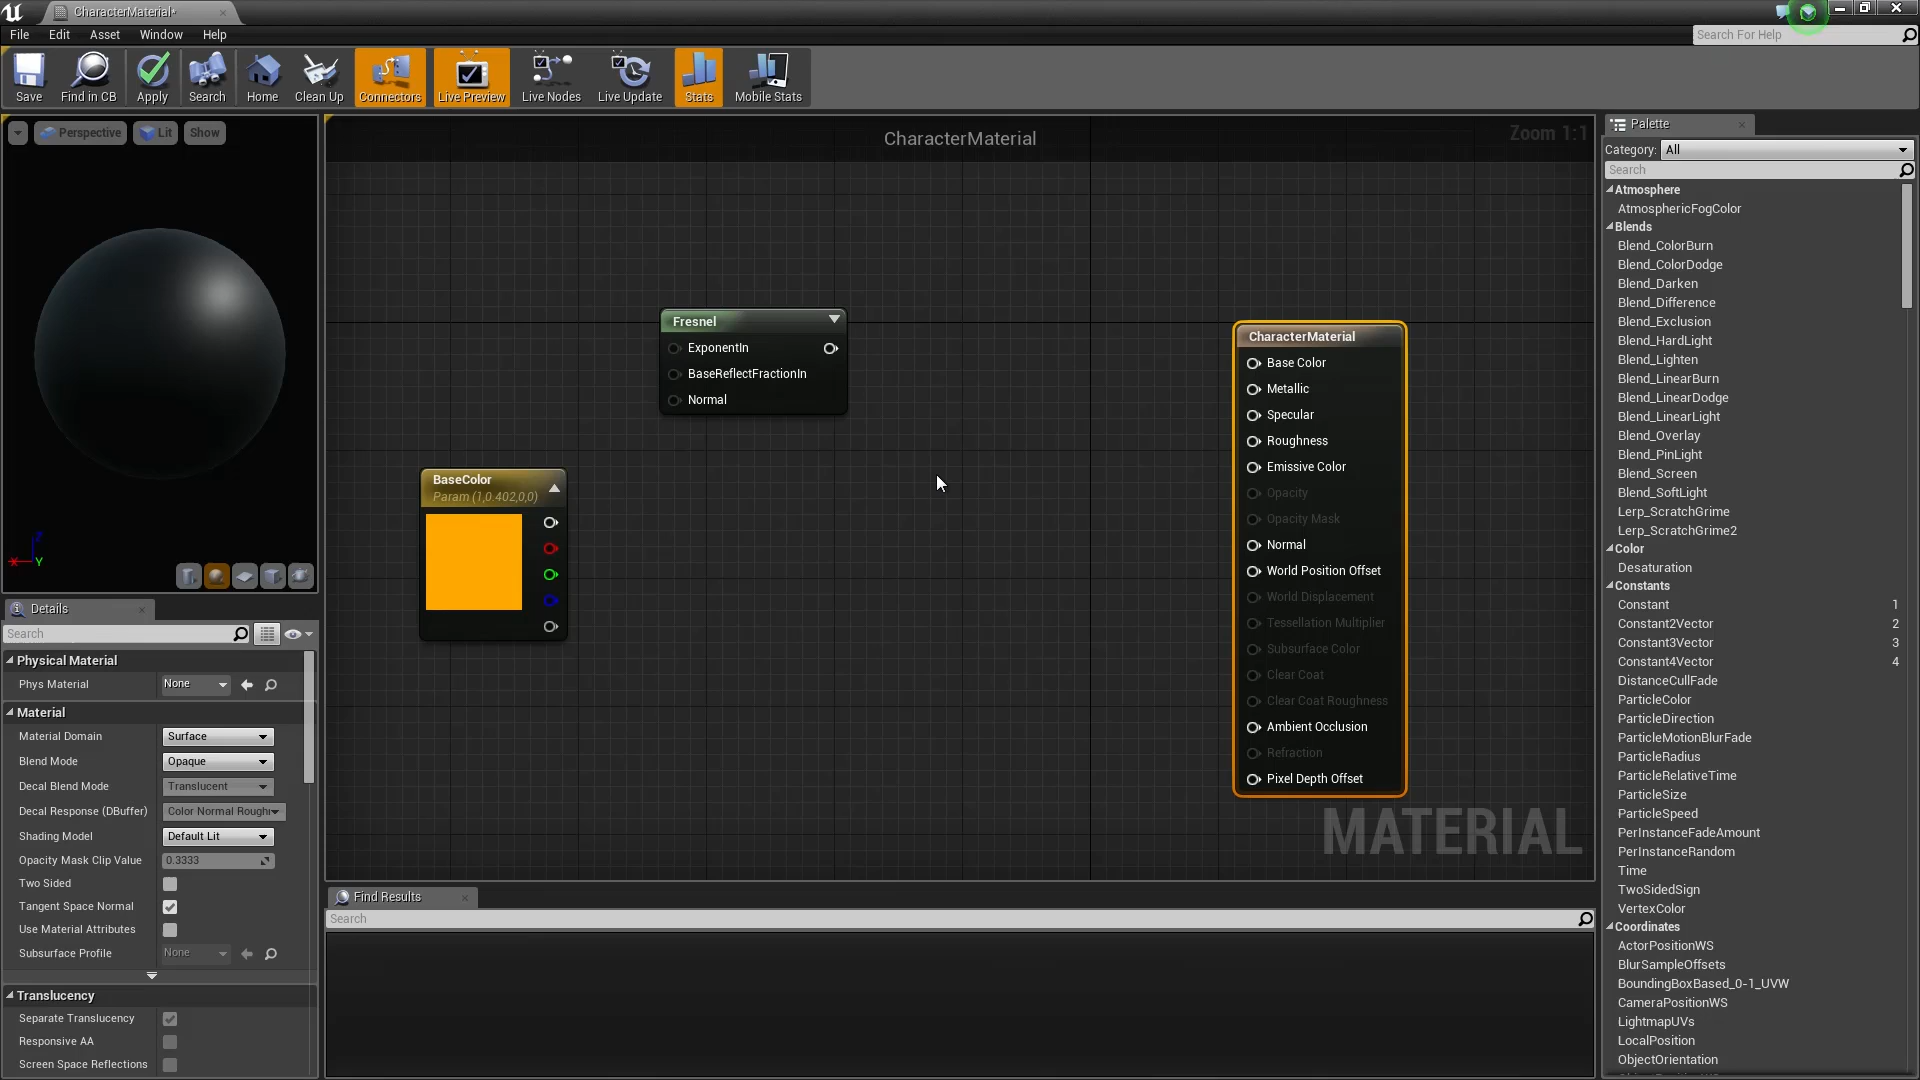 CharacterMaterial*
File Edit Asset Window Help
Search For Help
Save
Find in CB
Apply
Search
Home
Clean Up
Connectors
Live Preview
Live Nodes
Live Update
Stats
Mobile Stats
Perspective
Lit
Show
X
Z
Y
CharacterMaterial
Zoom 1:1
Fresnel
ExponentIn
BaseReflectFractionIn
Normal
BaseColor
Param (1,0.402,0,0)
CharacterMaterial
Base Color
Metallic
Specular
Roughness
Emissive Color
Opacity
Opacity Mask
Normal
World Position Offset
World Displacement
Tessellation Multiplier
Subsurface Color
Clear Coat
Clear Coat Roughness
Ambient Occlusion
Refraction
Pixel Depth Offset
MATERIAL
Details
Search
Physical Material
Phys Material None
Material
Material Domain Surface
Blend Mode Opaque
Decal Blend Mode Translucent
Decal Response (DBuffer) Color Normal Roughn
Shading Model Default Lit
Opacity Mask Clip Value 0.3333
Two Sided
Tangent Space Normal
Use Material Attributes
Subsurface Profile None
Translucency
Separate Translucency
Responsive AA
Screen Space Reflections
Find Results
Search
Palette
Category: All
Search
Atmosphere
AtmosphericFogColor
Blends
Blend_ColorBurn
Blend_ColorDodge
Blend_Darken
Blend_Difference
Blend_Exclusion
Blend_HardLight
Blend_Lighten
Blend_LinearBurn
Blend_LinearDodge
Blend_LinearLight
Blend_Overlay
Blend_PinLight
Blend_Screen
Blend_SoftLight
Lerp_ScratchGrime
Lerp_ScratchGrime2
Color
Desaturation
Constants
Constant 1
Constant2Vector 2
Constant3Vector 3
Constant4Vector 4
DistanceCullFade
ParticleColor
ParticleDirection
ParticleMotionBlurFade
ParticleRadius
ParticleRelativeTime
ParticleSize
ParticleSpeed
PerInstanceFadeAmount
PerInstanceRandom
Time
TwoSidedSign
VertexColor
Coordinates
ActorPositionWS
BlurSampleOffsets
BoundingBoxBased_0-1_UVW
CameraPositionWS
LightmapUVs
LocalPosition
ObjectOrientation